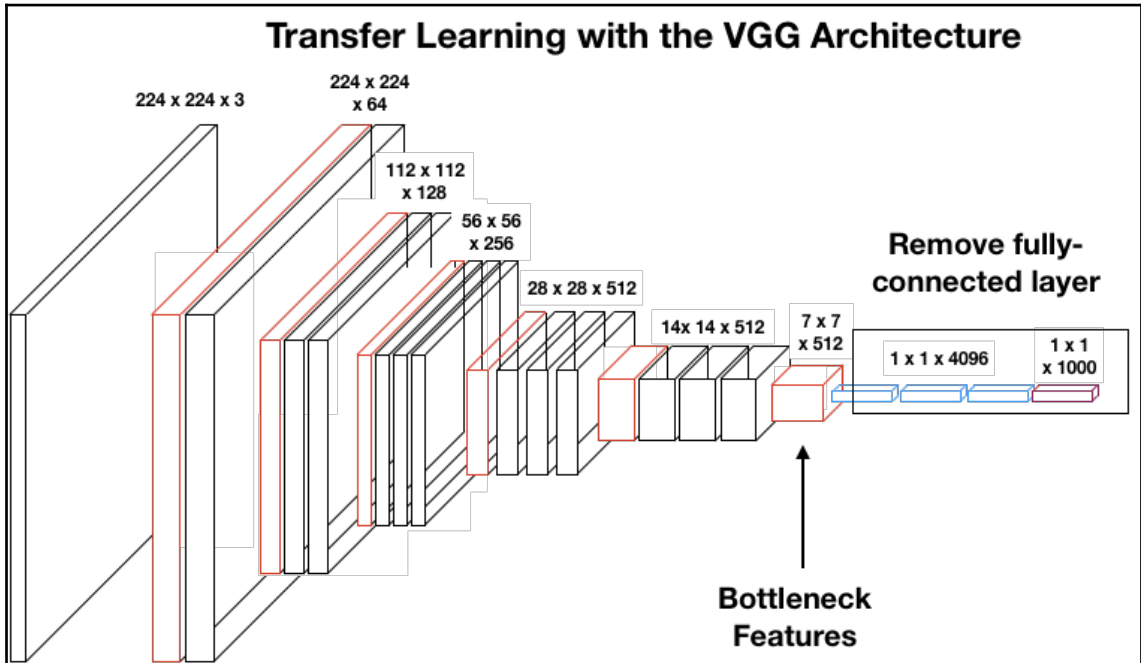 Transfer Learning with the VGG Architecture
224 x 224 x 3
224 x 224
x 64
112 x 112
x 128
56 x 56
x 256
28 x 28 x 512
14x 14 x 512
7 x 7
x 512
Remove fully-
connected layer
1 x 1 x 4096
1 x 1
x 1000
Bottleneck
Features